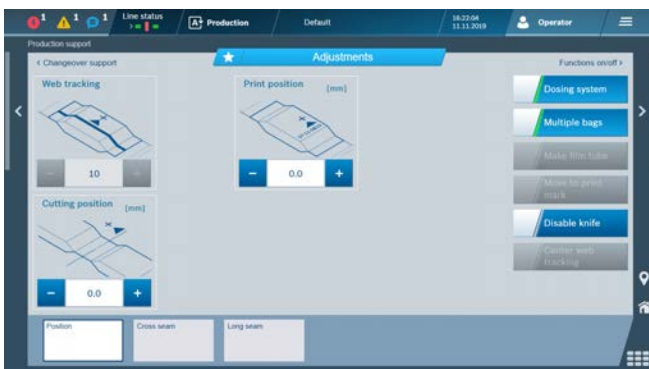 1 1 1
Line status
Production
Default
16:22:04
11.11.2019
Operator
Production support
Changeover support
Adjustments
Functions on/off
Web tracking
10
Print position [mm]
- 0.0 +
Cutting position [mm]
- 0.0 +
Dosing system
Multiple bags
Make film tube
Move to print
mark
Disable knife
Center web
tracking
Position
Cross seam
Long seam